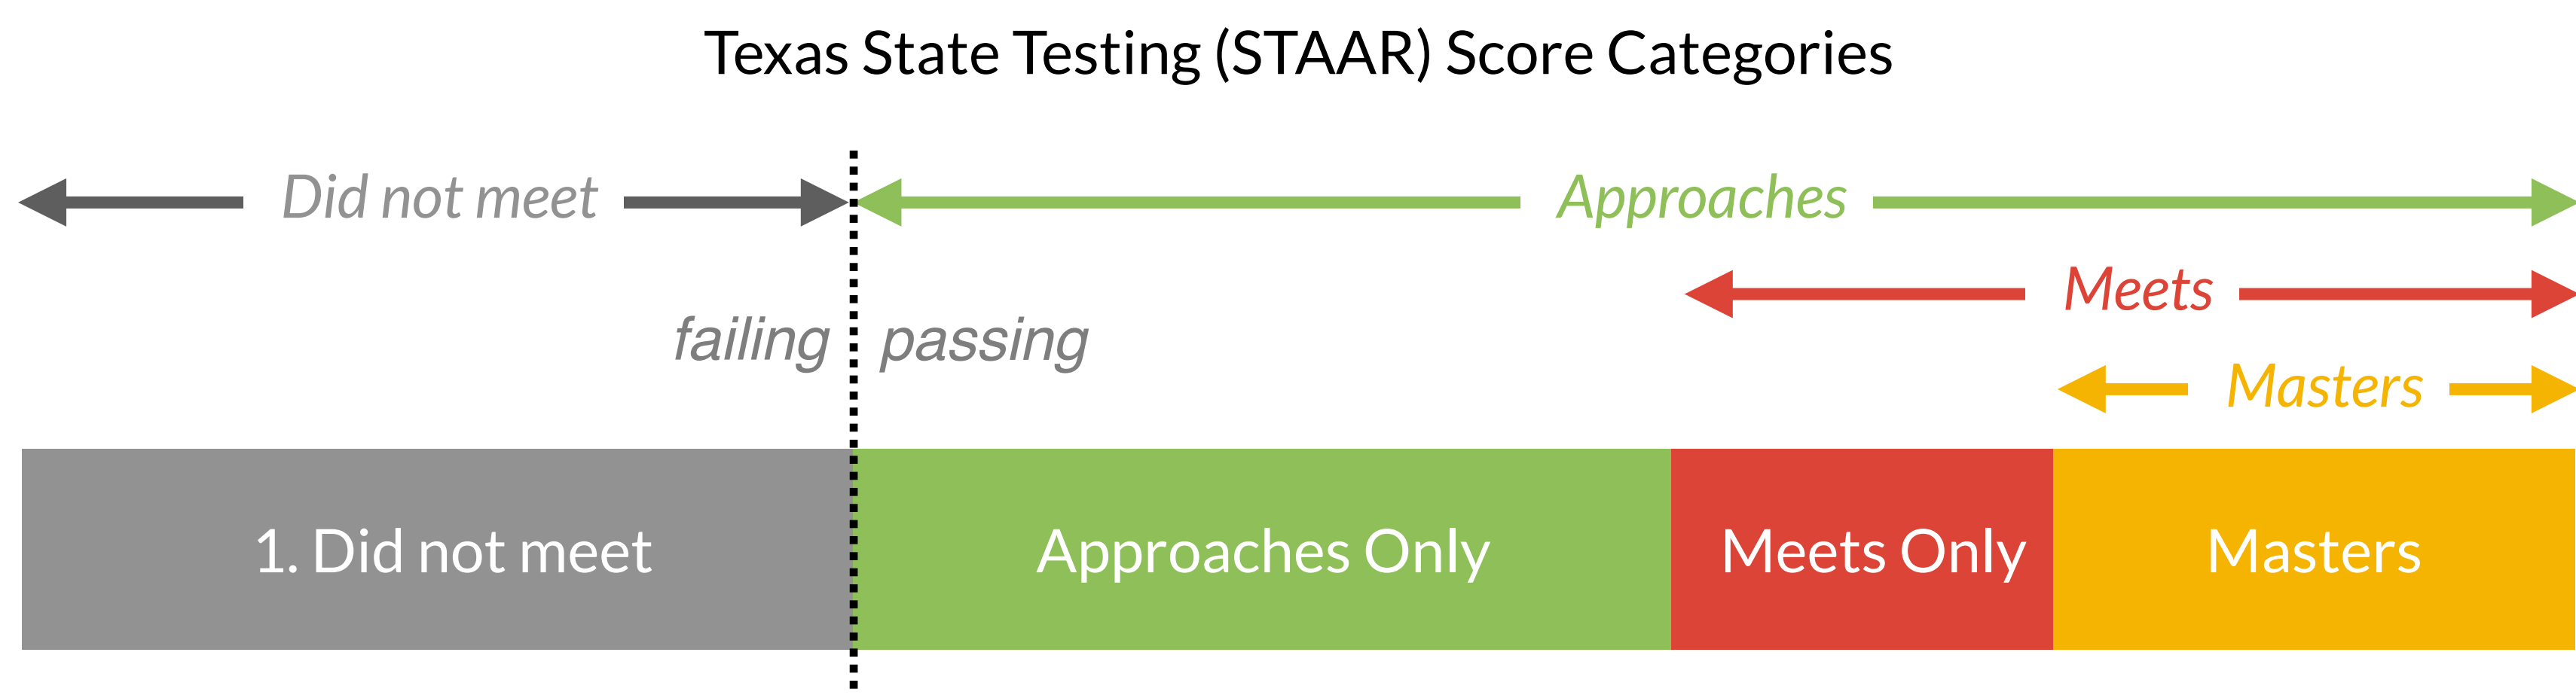 Texas State Testing (STAAR) Score Categories
Did not meet
Approaches
Meets
failing
passing
Masters
1. Did not meet
Approaches Only
Meets Only
Masters